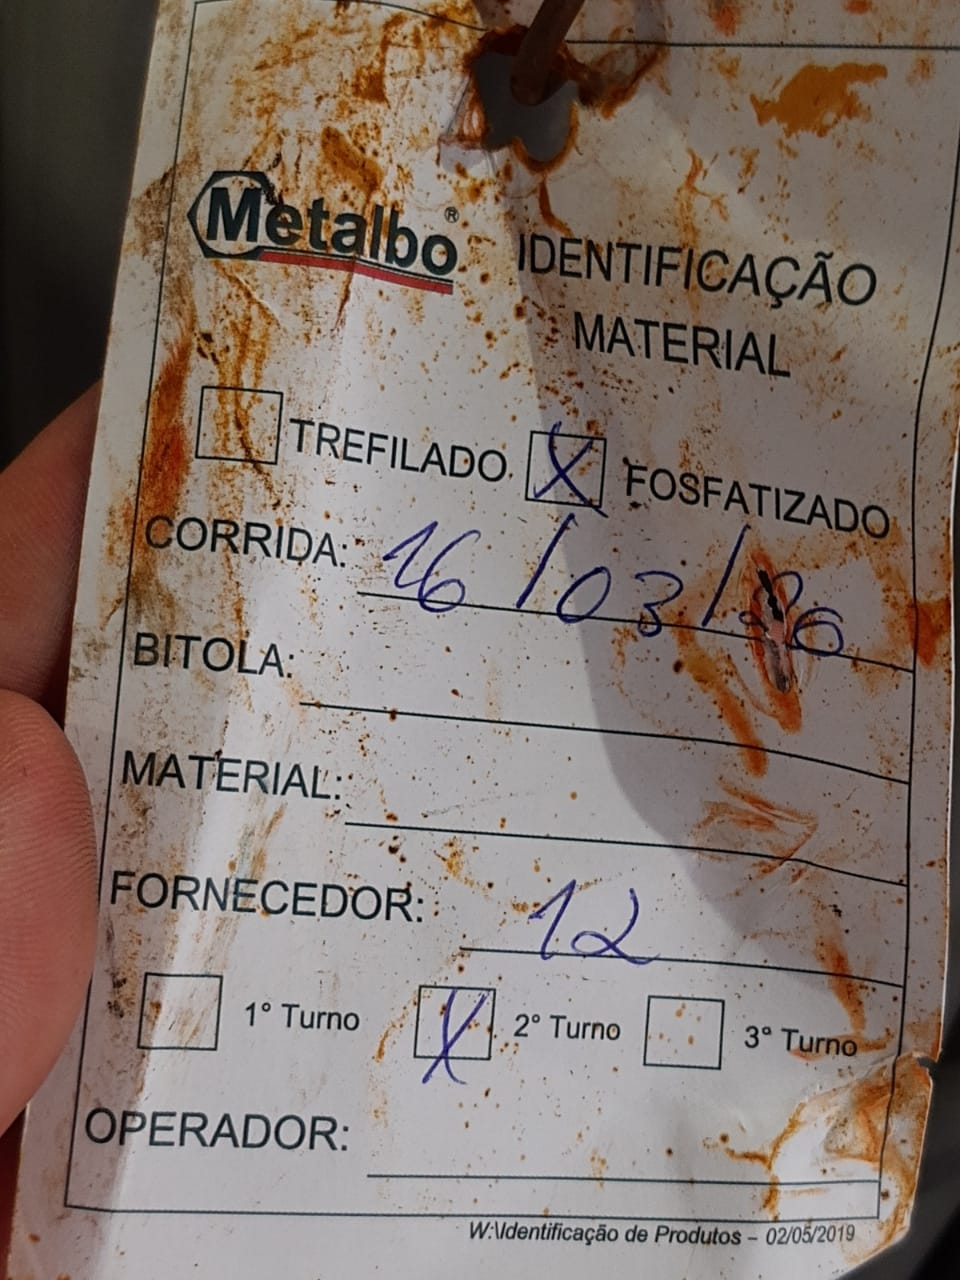 Metalbo®
IDENTIFICAÇÃO
MATERIAL
TREFILADO X FOSFATIZADO
CORRIDA: 16/03/20
BITOLA:
MATERIAL:
FORNECEDOR: 12
1° Turno X 2° Turno 3° Turno
OPERADOR:
W:\Identificação de Produtos – 02/05/2019